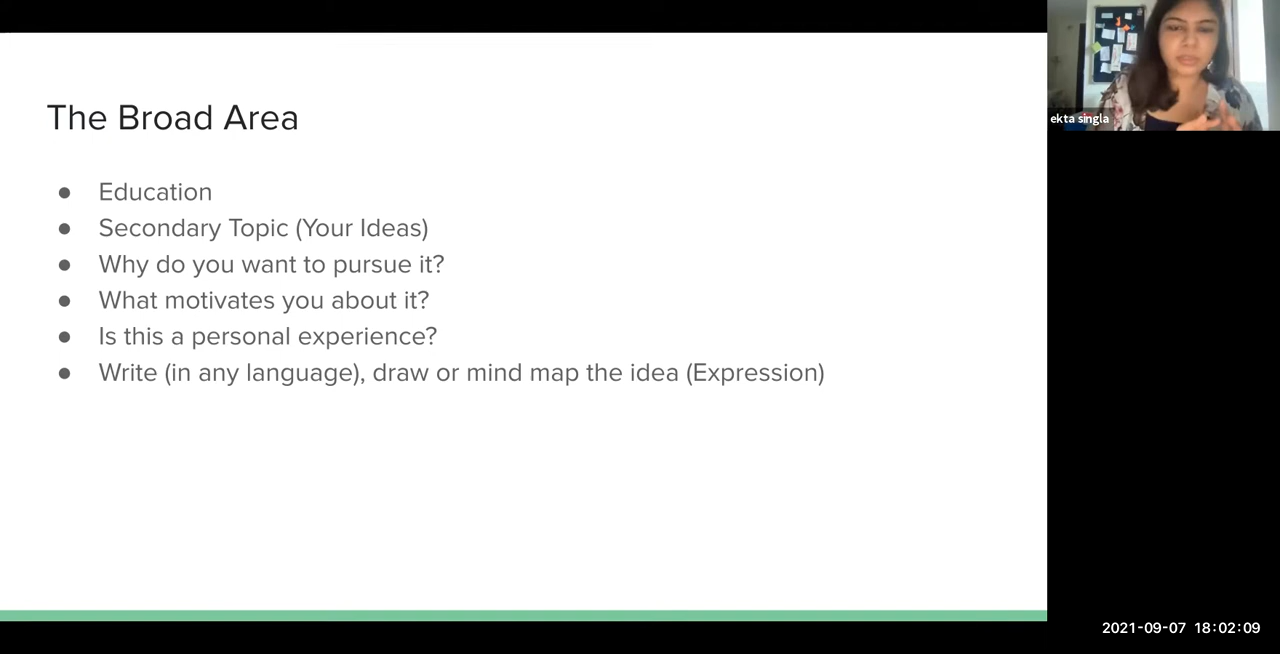 The Broad Area
● Education
● Secondary Topic (Your Ideas)
● Why do you want to pursue it?
● What motivates you about it?
● Is this a personal experience?
● Write (in any language), draw or mind map the idea (Expression)
ekta singla
2021-09-07 18:02:09